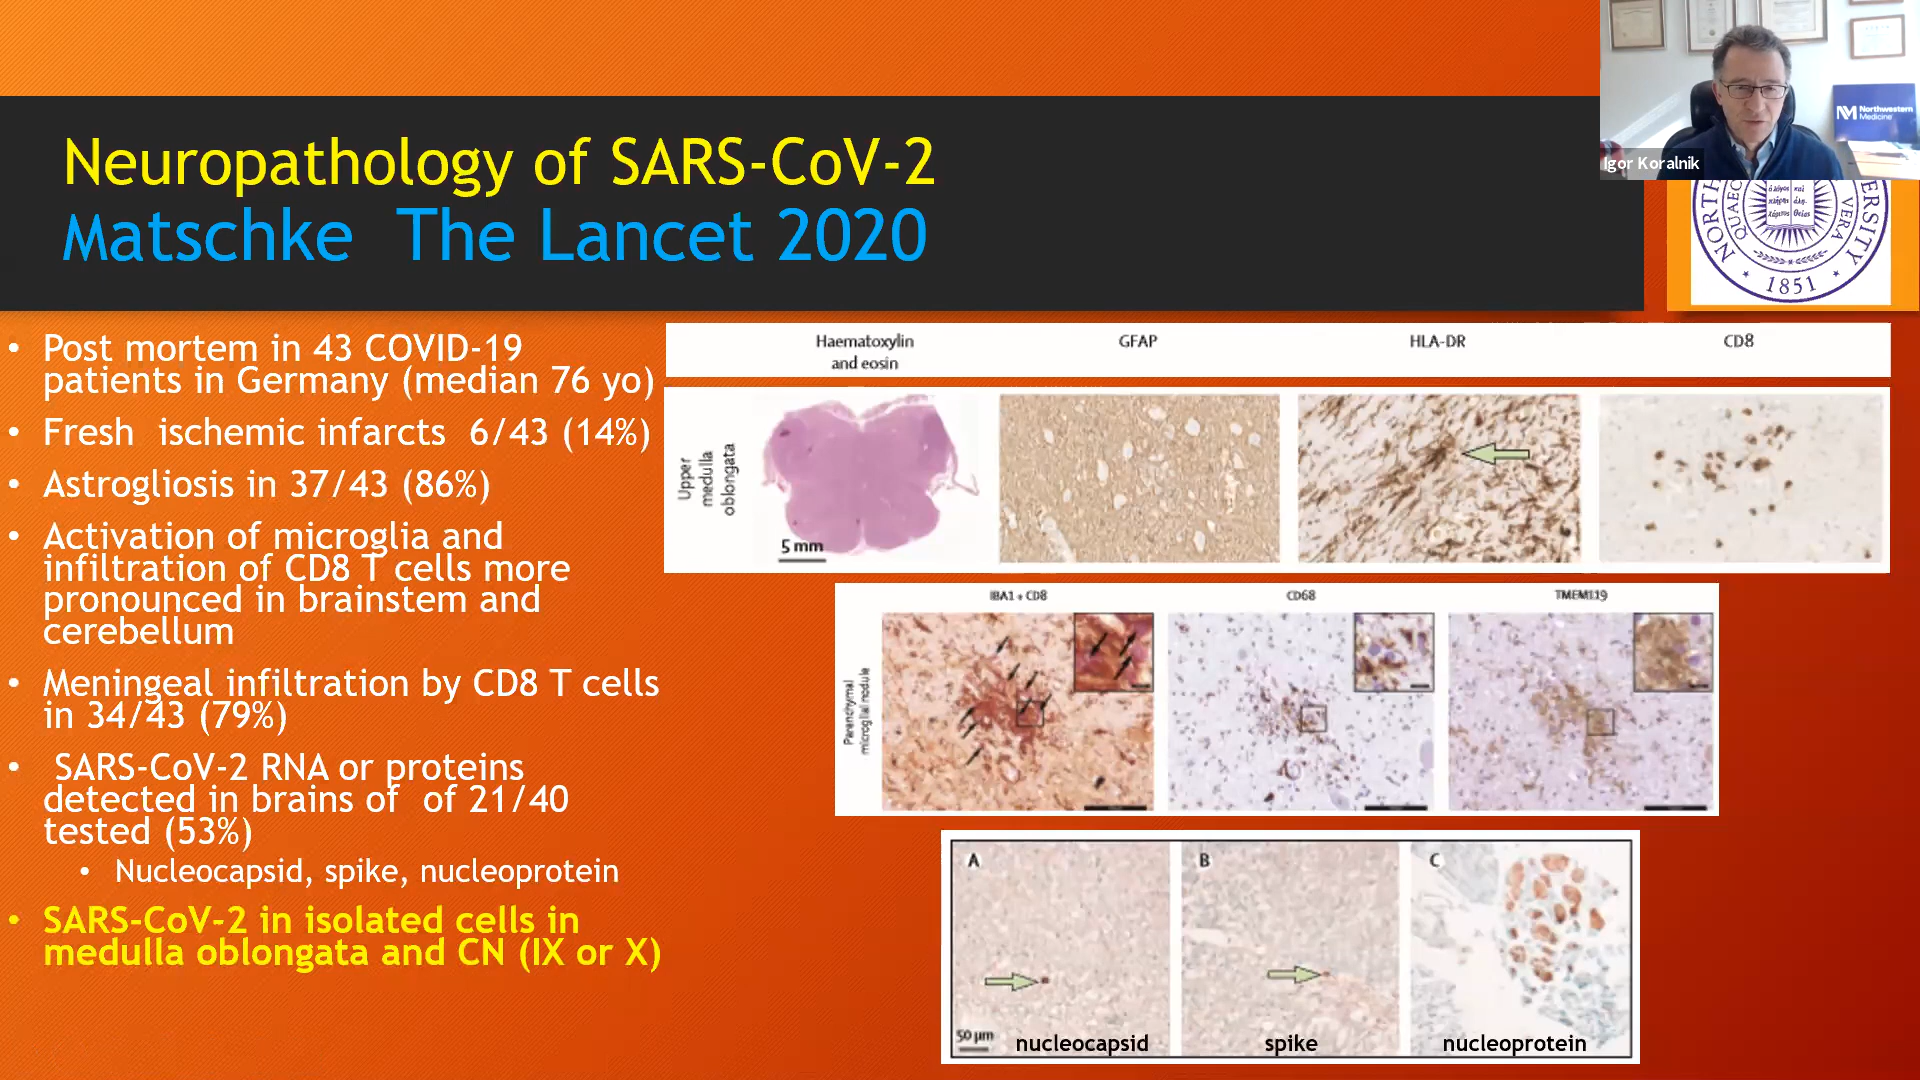 Neuropathology of SARS-CoV-2
Matschke The Lancet 2020
Igor Koralnik
Northwestern
Medicine
1851
• Post mortem in 43 COVID-19
patients in Germany (median 76 yo)
• Fresh ischemic infarcts 6/43 (14%)
• Astrogliosis in 37/43 (86%)
• Activation of microglia and
infiltration of CD8 T cells more
pronounced in brainstem and
cerebellum
• Meningeal infiltration by CD8 T cells
in 34/43 (79%)
• SARS-CoV-2 RNA or proteins
detected in brains of of 21/40
tested (53%)
• Nucleocapsid, spike, nucleoprotein
• SARS-CoV-2 in isolated cells in
medulla oblongata and CN (IX or X)
Haematoxylin
and eosin
GFAP
HLA-DR
CD8
Upper
medulla
oblongata
5 mm
IBA1 + CD8
CD68
TMEM119
Parenchymal
microglial nodule
A
B
C
50 µm
nucleocapsid
spike
nucleoprotein